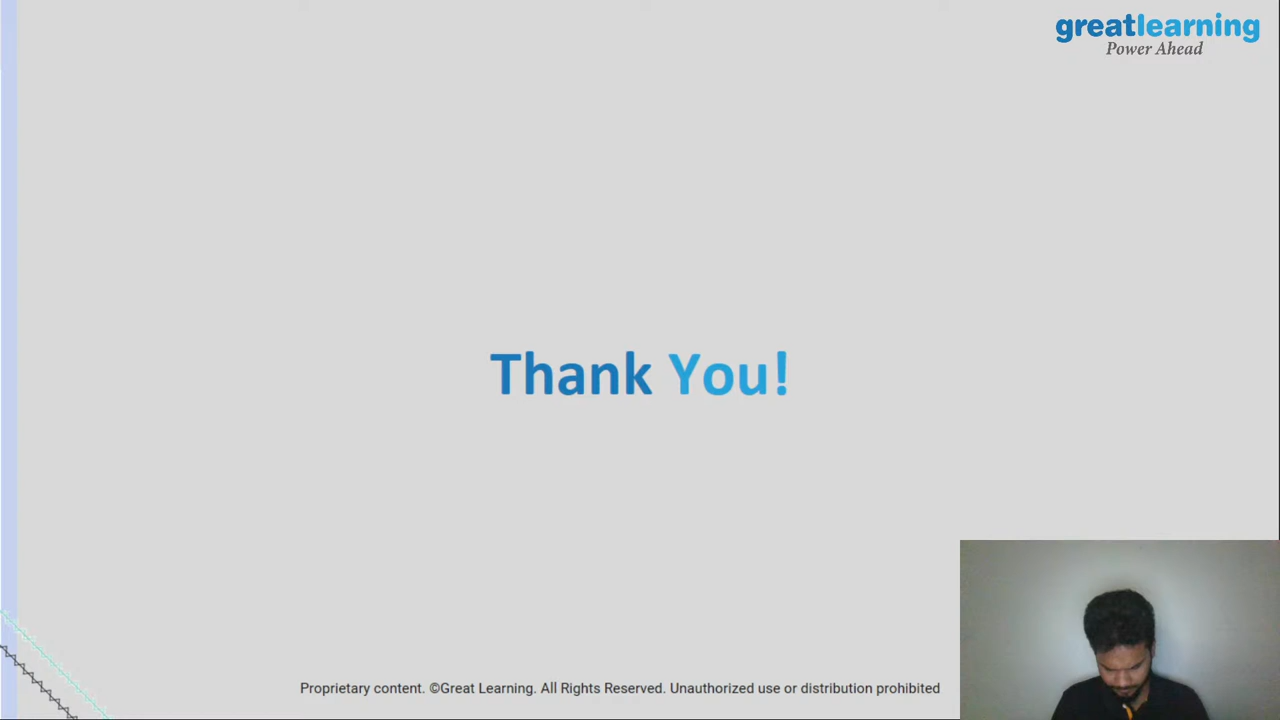 greatlearning
Power Ahead
Thank You!
Proprietary content. ©Great Learning. All Rights Reserved. Unauthorized use or distribution prohibited